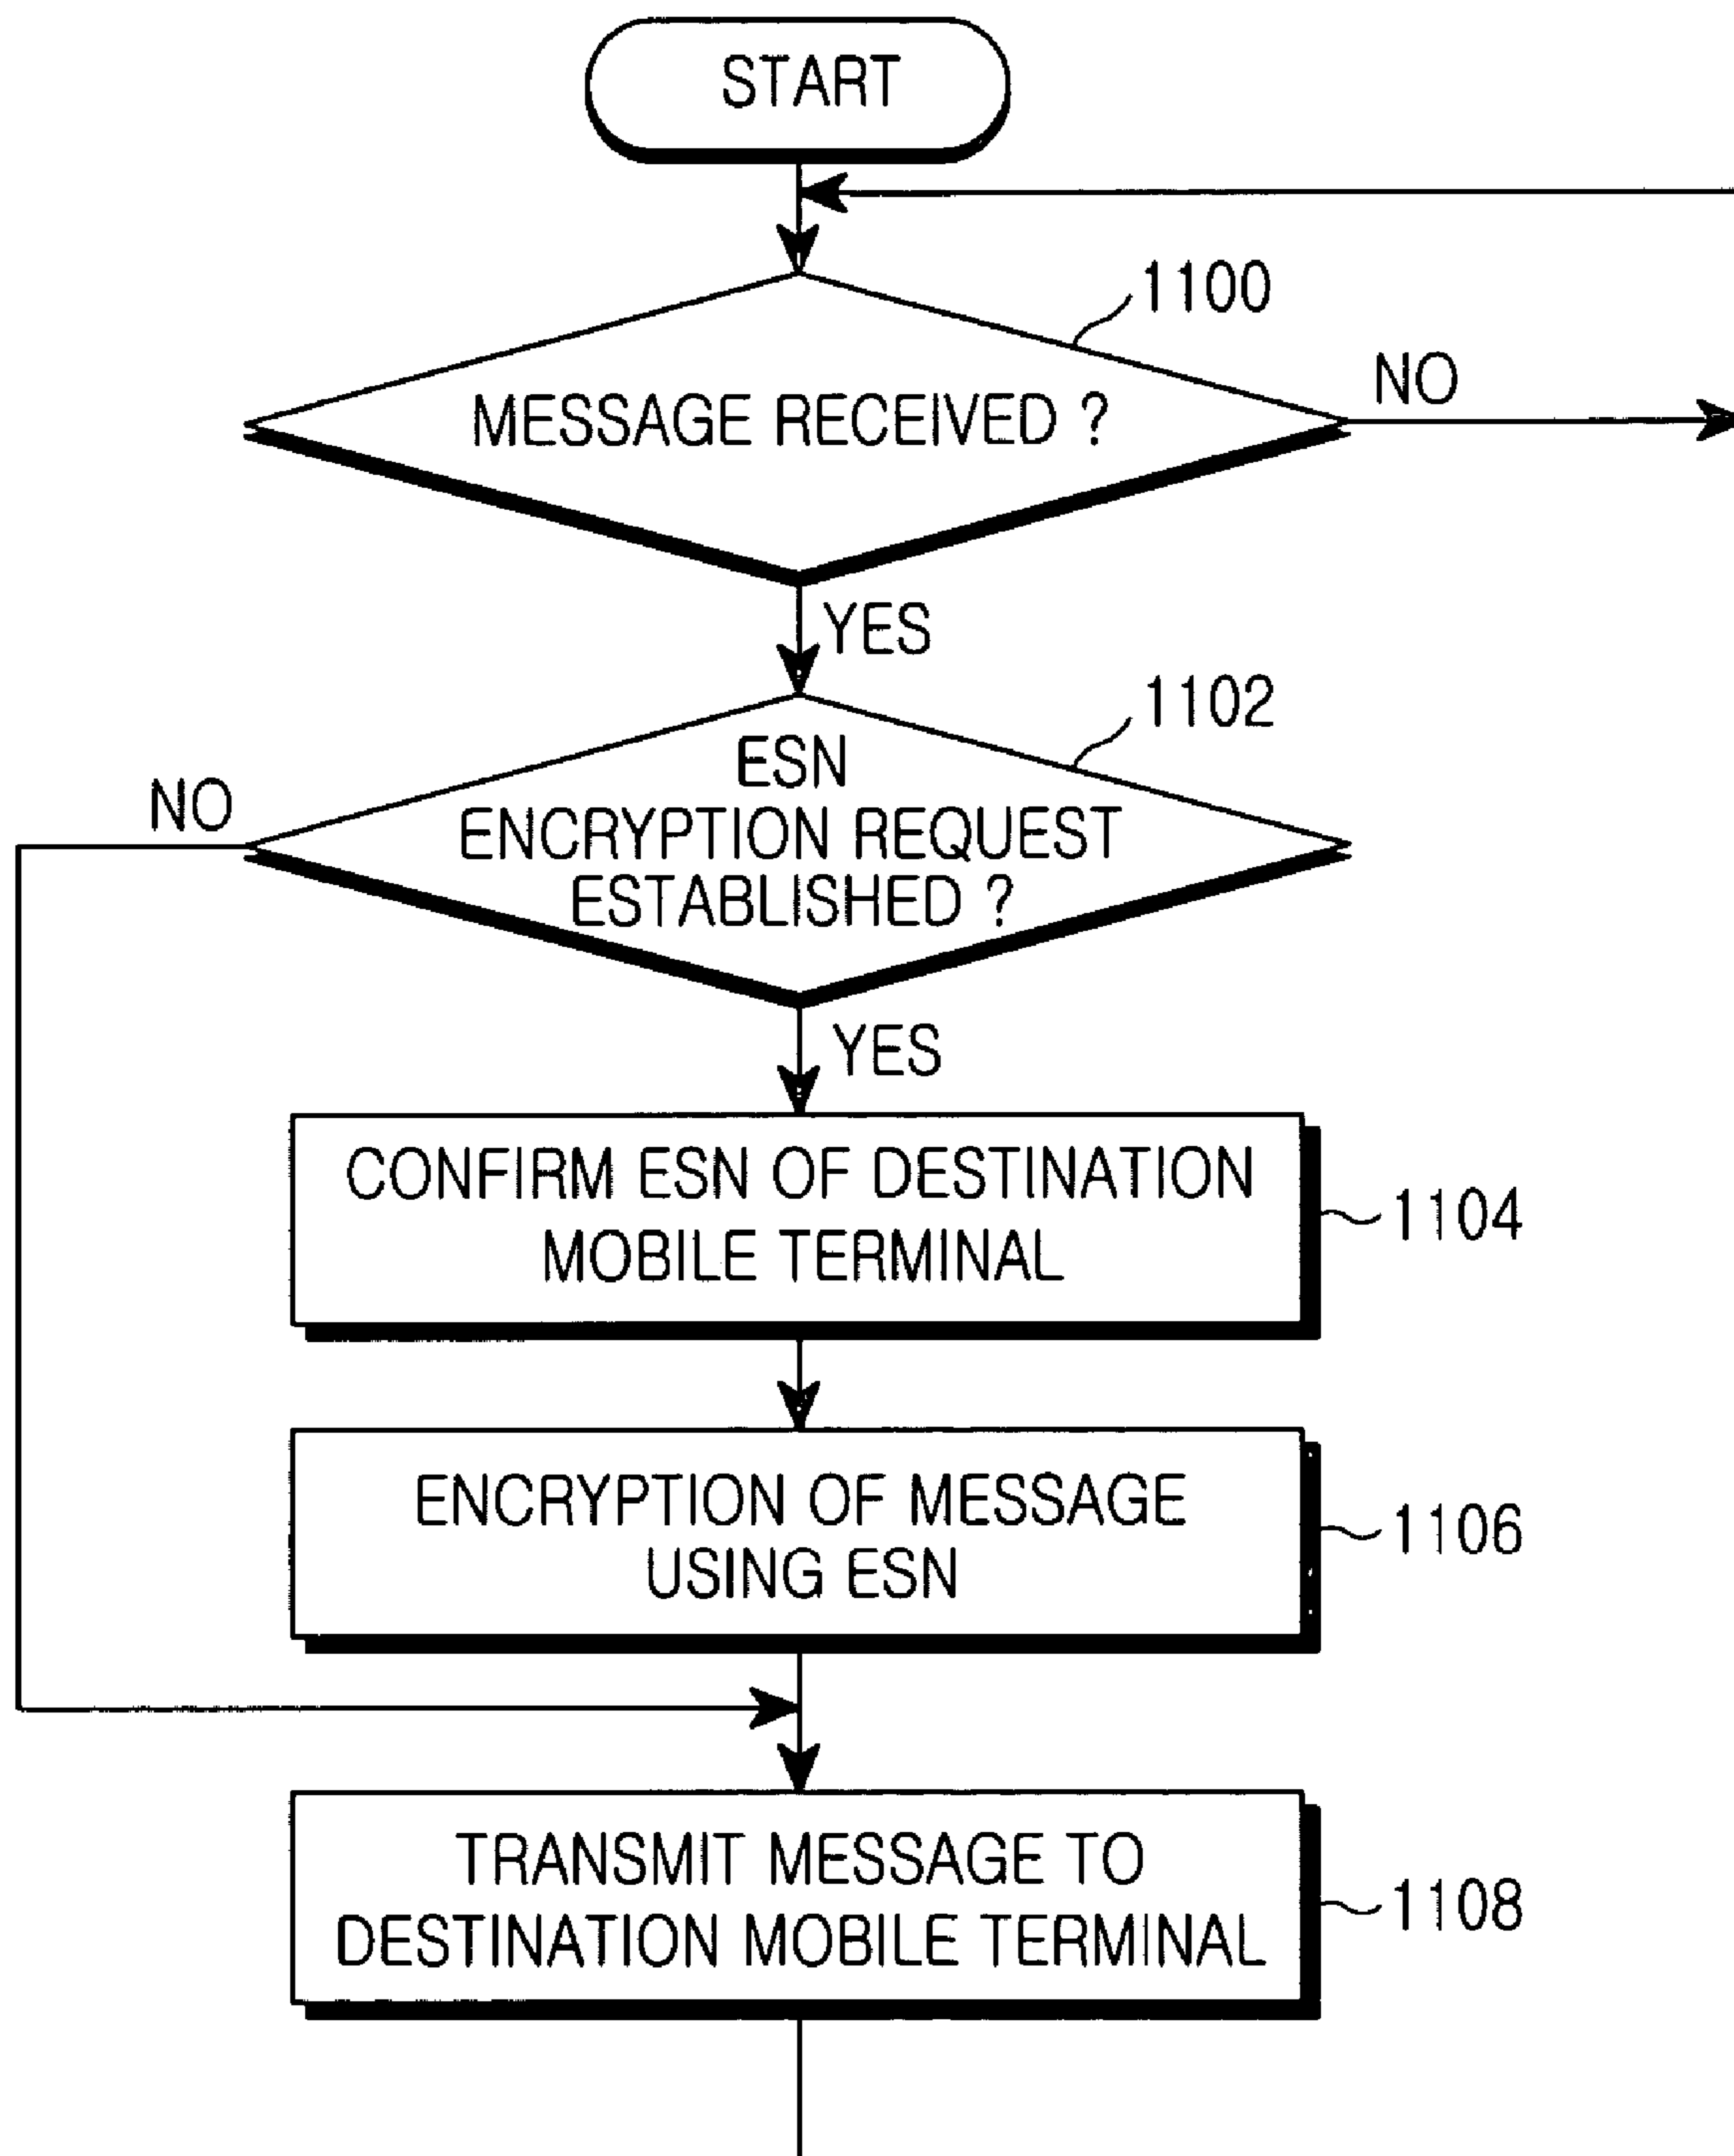 START
1100
MESSAGE RECEIVED ?
NO
YES
1102
ESN
NO
ENCRYPTION REQUEST
ESTABLISHED ?
YES
CONFIRM ESN OF DESTINATION
MOBILE TERMINAL
1104
ENCRYPTION OF MESSAGE
USING ESN
1106
TRANSMIT MESSAGE TO
DESTINATION MOBILE TERMINAL
1108